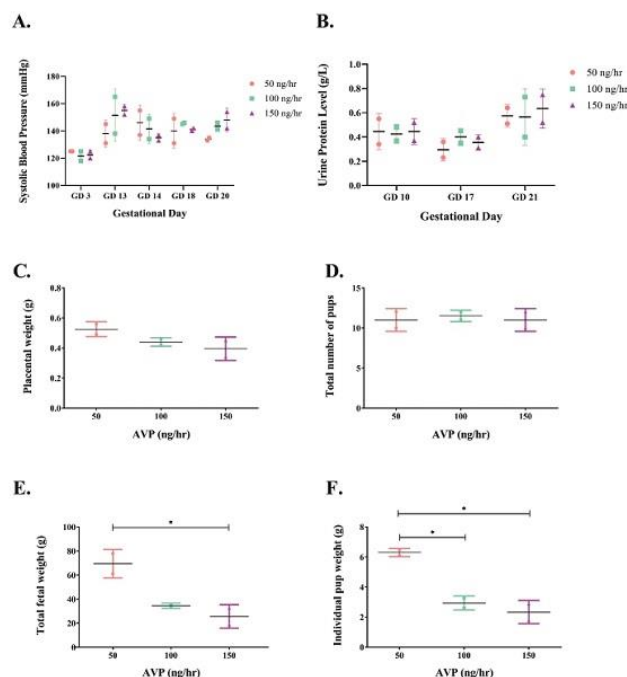 A.
Systolic Blood Pressure (mmHg)
180
160
140
120
100
GD 3 GD 13 GD 14 GD 18 GD 20
Gestational Day
50 ng/hr
100 ng/hr
150 ng/hr
B.
Urine Protein Level (g/L)
1.0
0.8
0.6
0.4
0.2
0.0
GD 10 GD 17 GD 21
Gestational Day
50 ng/hr
100 ng/hr
150 ng/hr
C.
Placental weight (g)
0.8
0.6
0.4
0.2
0.0
50 100 150
AVP (ng/hr)
D.
Total number of pups
15
10
5
0
50 100 150
AVP (ng/hr)
E.
Total fetal weight (g)
100
80
60
40
20
0
*
50 100 150
AVP (ng/hr)
F.
Individual pup weight (g)
8
6
4
2
0
*
*
50 100 150
AVP (ng/hr)